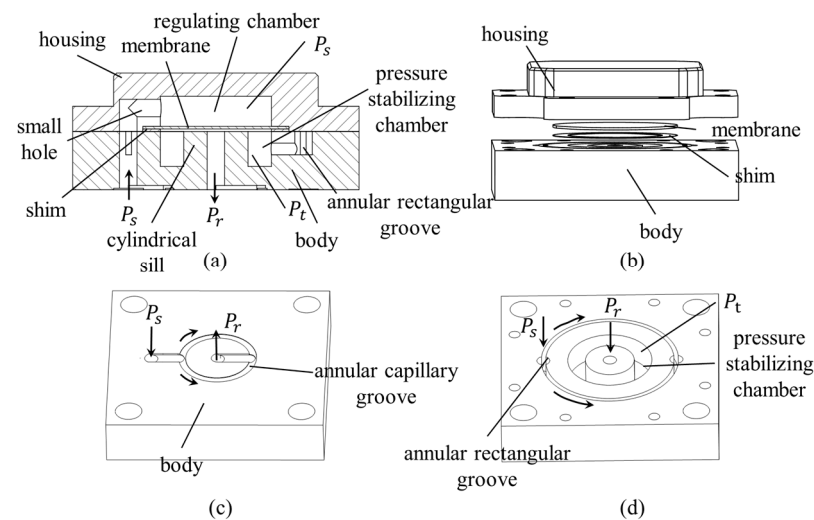 regulating chamber
housing
membrane
P_s
pressure
stabilizing
chamber
small
hole
shim
P_s
P_r
P_t
annular rectangular
groove
cylindrical
sill
body
(a)
housing
membrane
shim
body
(b)
P_s
P_r
annular capillary
groove
body
(c)
P_s
P_r
P_t
pressure
stabilizing
chamber
annular rectangular
groove
(d)